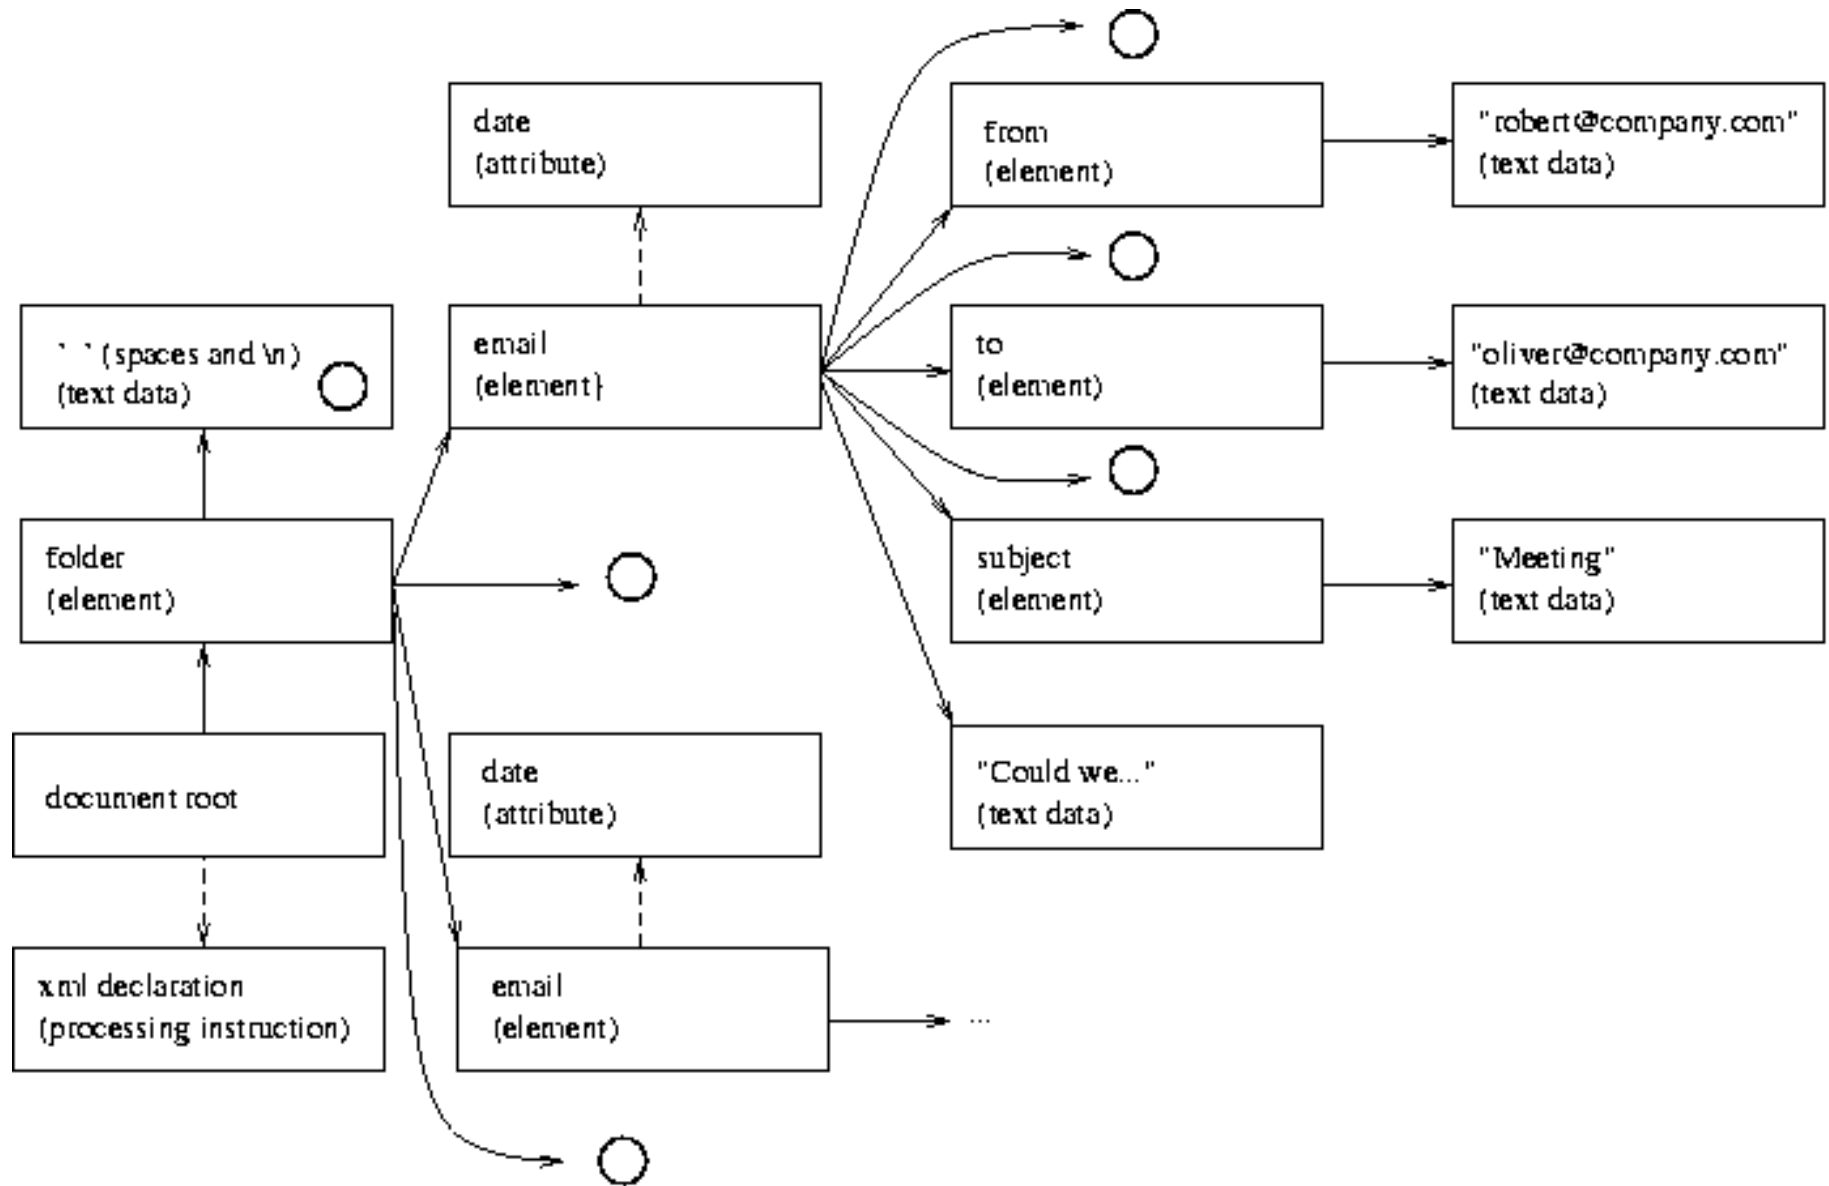 date
(attribute)
from
(element)
"robert@company.com"
(text data)
` ` (spaces and \n)
(text data)
email
(element}
to
(element)
"oliver@company.com"
(text data)
folder
(element)
subject
(element)
"Meeting"
(text data)
document root
date
(attribute)
"Could we..."
(text data)
xml declaration
(processing instruction)
email
(element)
...